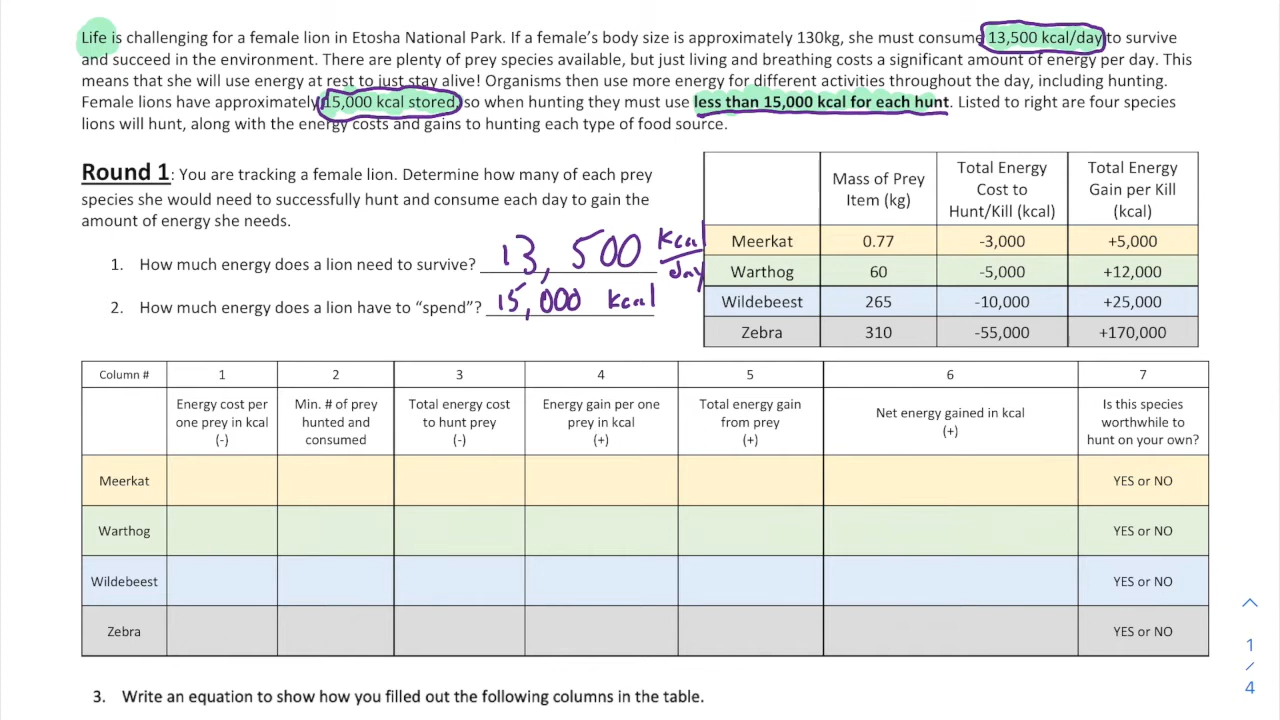 Life is challenging for a female lion in Etosha National Park. If a female's body size is approximately 130kg, she must consume 13,500 kcal/day to survive
and succeed in the environment. There are plenty of prey species available, but just living and breathing costs a significant amount of energy per day. This
means that she will use energy at rest to just stay alive! Organisms then use more energy for different activities throughout the day, including hunting.
Female lions have approximately 15,000 kcal stored, so when hunting they must use less than 15,000 kcal for each hunt. Listed to right are four species
lions will hunt, along with the energy costs and gains to hunting each type of food source.
Round 1: You are tracking a female lion. Determine how many of each prey
species she would need to successfully hunt and consume each day to gain the
amount of energy she needs.
1. How much energy does a lion need to survive? 13,500 kcal/day
2. How much energy does a lion have to "spend"? 15,000 kcal
Mass of Prey Item (kg) Total Energy Cost to Hunt/Kill (kcal) Total Energy Gain per Kill (kcal)
Meerkat 0.77 -3,000 +5,000
Warthog 60 -5,000 +12,000
Wildebeest 265 -10,000 +25,000
Zebra 310 -55,000 +170,000
Column # 1 2 3 4 5 6 7
Energy cost per one prey in kcal (-) Min. # of prey hunted and consumed Total energy cost to hunt prey (-) Energy gain per one prey in kcal (+) Total energy gain from prey (+) Net energy gained in kcal (+) Is this species worthwhile to hunt on your own?
Meerkat YES or NO
Warthog YES or NO
Wildebeest YES or NO
Zebra YES or NO
3. Write an equation to show how you filled out the following columns in the table.
1
/
4